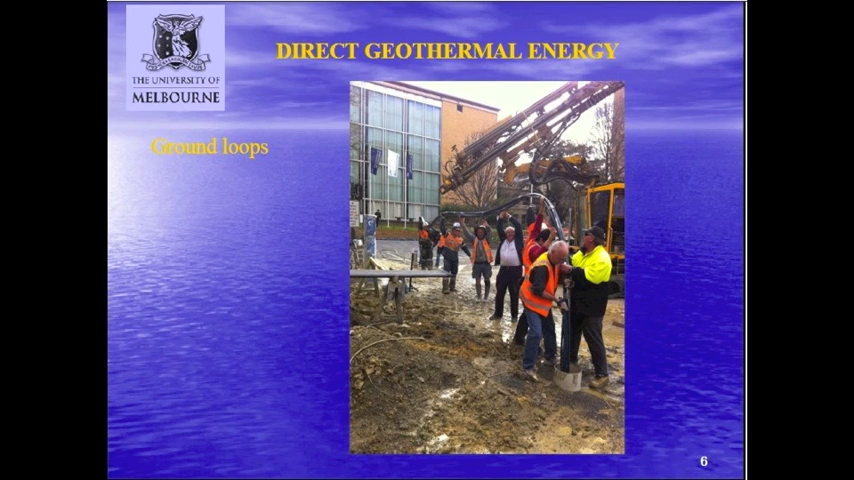 THE UNIVERSITY OF
MELBOURNE
DIRECT GEOTHERMAL ENERGY
Ground loops
6